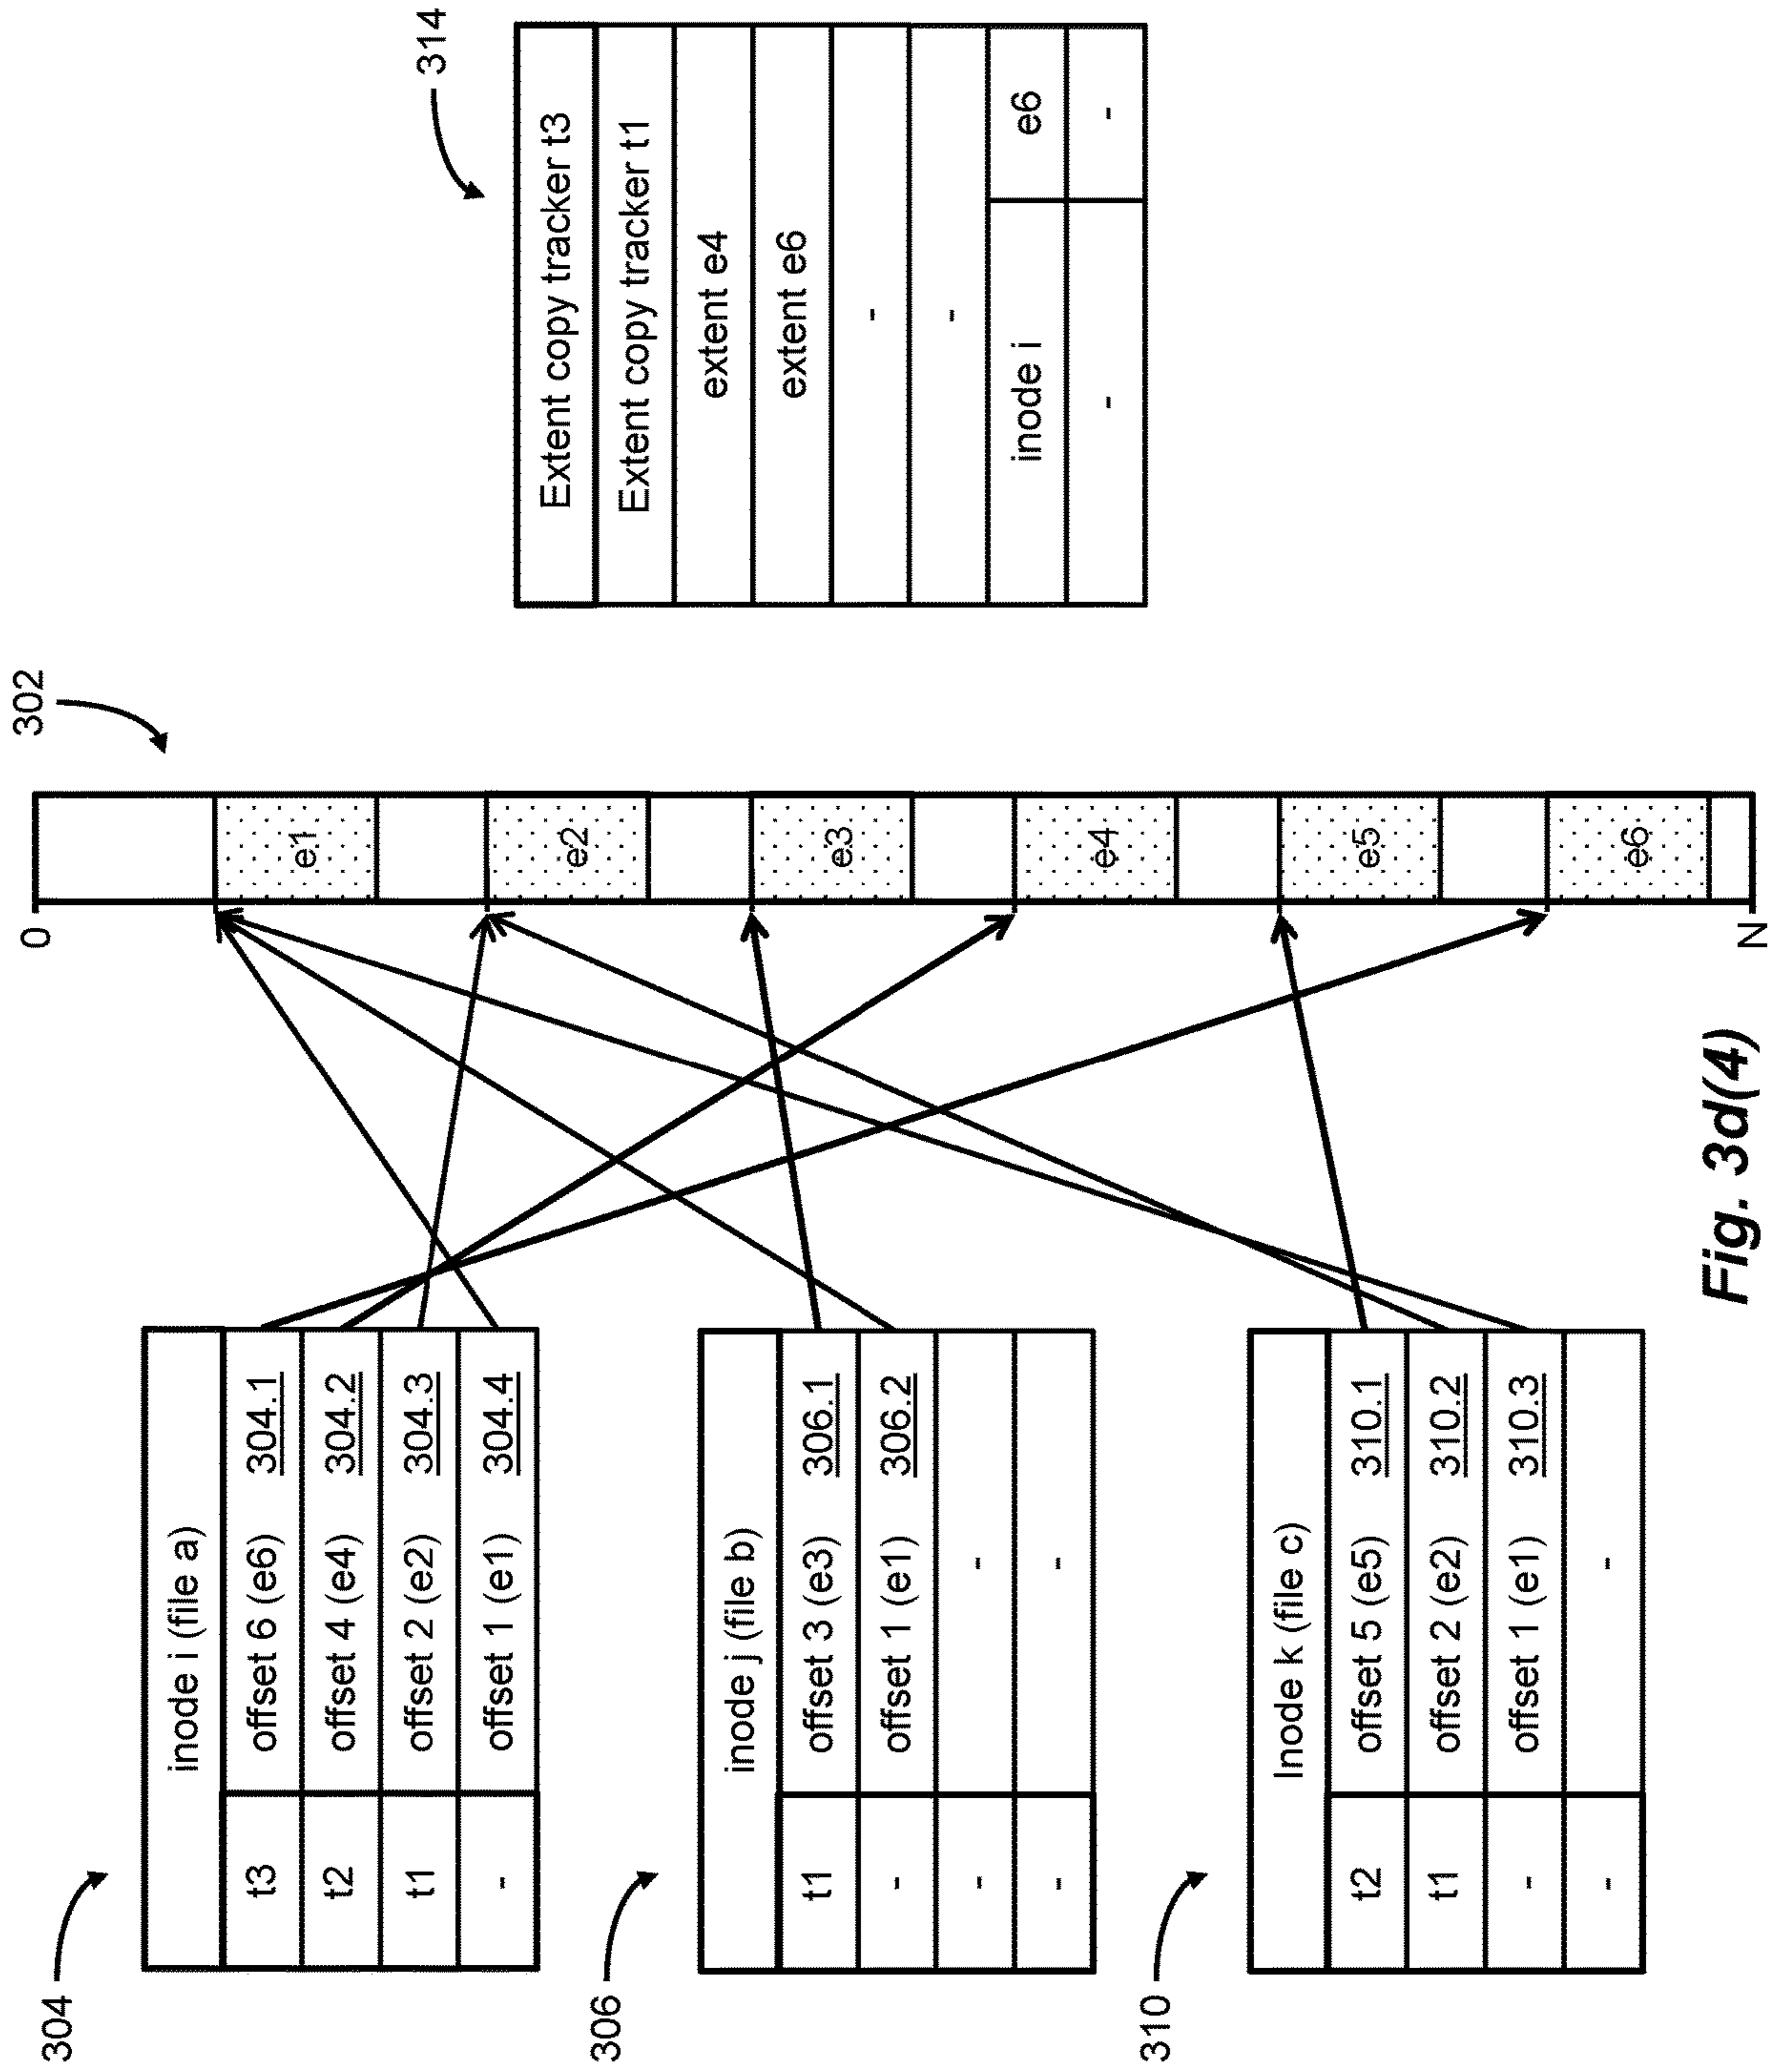 304
inode i (file a)
t3 offset 6 (e6) 304.1
t2 offset 4 (e4) 304.2
t1 offset 2 (e2) 304.3
- offset 1 (e1) 304.4
306
inode j (file b)
t1 offset 3 (e3) 306.1
- offset 1 (e1) 306.2
- -
- -
310
Inode k (file c)
t2 offset 5 (e5) 310.1
t1 offset 2 (e2) 310.2
- offset 1 (e1) 310.3
- -
302
0
e1
e2
e3
e4
e5
e6
N
314
Extent copy tracker t3
Extent copy tracker t1
extent e4
extent e6
-
-
inode i e6
- -
Fig. 3d(4)